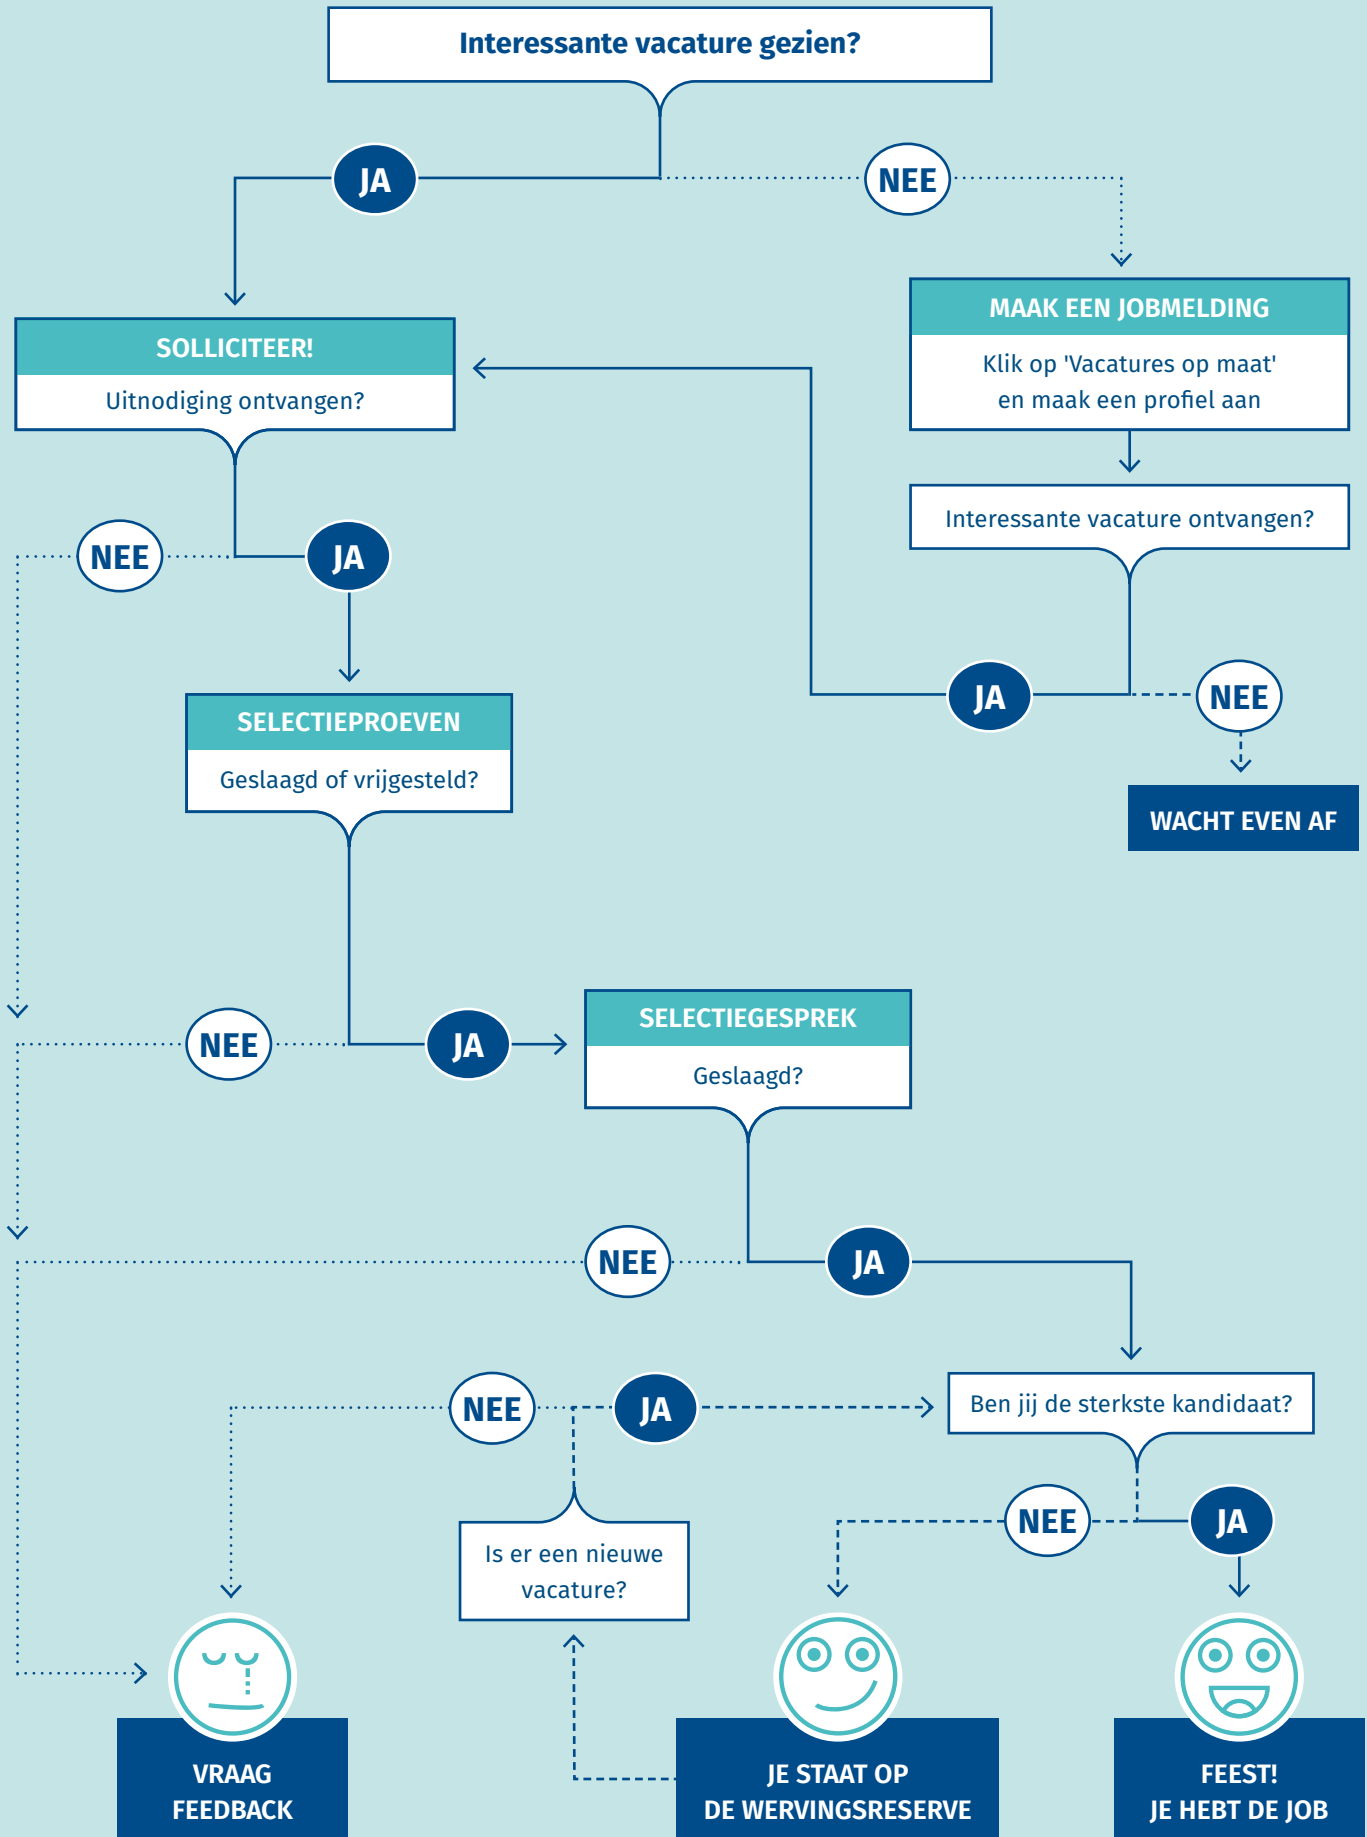 Interessante vacature gezien?
JA
NEE
MAAK EEN JOBMELDING
Klik op 'Vacatures op maat'
en maak een profiel aan
SOLLICITEER!
Uitnodiging ontvangen?
Interessante vacature ontvangen?
NEE
JA
JA
NEE
SELECTIEPROEVEN
Geslaagd of vrijgesteld?
WACHT EVEN AF
NEE
JA
SELECTIEGESPREK
Geslaagd?
NEE
JA
NEE
JA
Ben jij de sterkste kandidaat?
NEE
JA
Is er een nieuwe
vacature?
VRAAG
FEEDBACK
JE STAAT OP
DE WERVINGSRESERVE
FEEST!
JE HEBT DE JOB